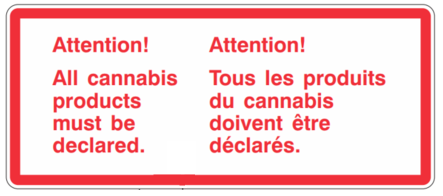 Attention!
All cannabis
products
must be
declared.
Attention!
Tous les produits
du cannabis
doivent être
déclarés.